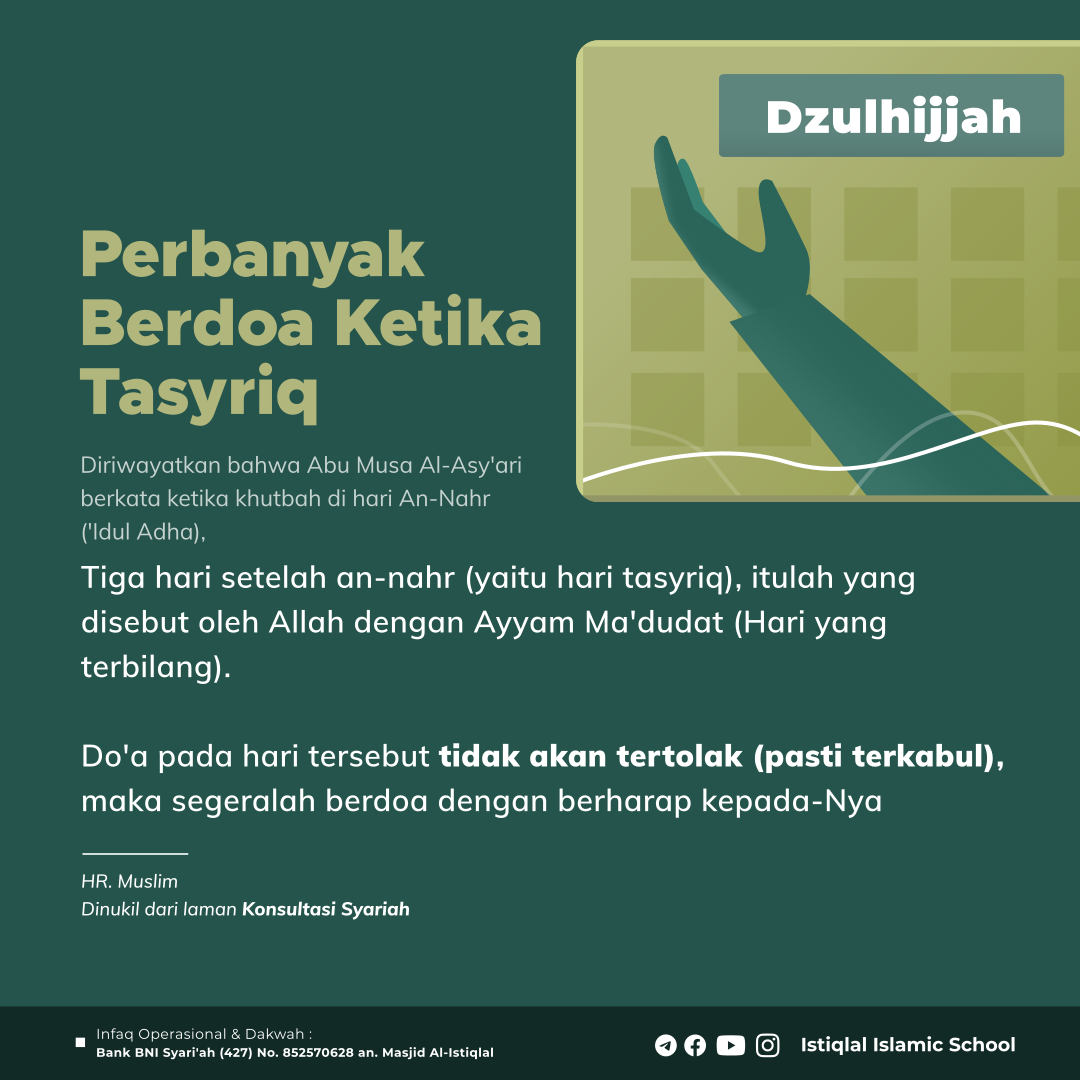 Dzulhijjah
Perbanyak
Berdoa Ketika
Tasyriq
Diriwayatkan bahwa Abu Musa Al-Asy'ari
berkata ketika khutbah di hari An-Nahr
('Idul Adha),
Tiga hari setelah an-nahr (yaitu hari tasyriq), itulah yang
disebut oleh Allah dengan Ayyam Ma'dudat (Hari yang
terbilang).
Do'a pada hari tersebut tidak akan tertolak (pasti terkabul),
maka segeralah berdoa dengan berharap kepada-Nya
HR. Muslim
Dinukil dari laman Konsultasi Syariah
Infaq Operasional & Dakwah :
Bank BNI Syari'ah (427) No. 852570628 an. Masjid Al-Istiqlal
Istiqlal Islamic School